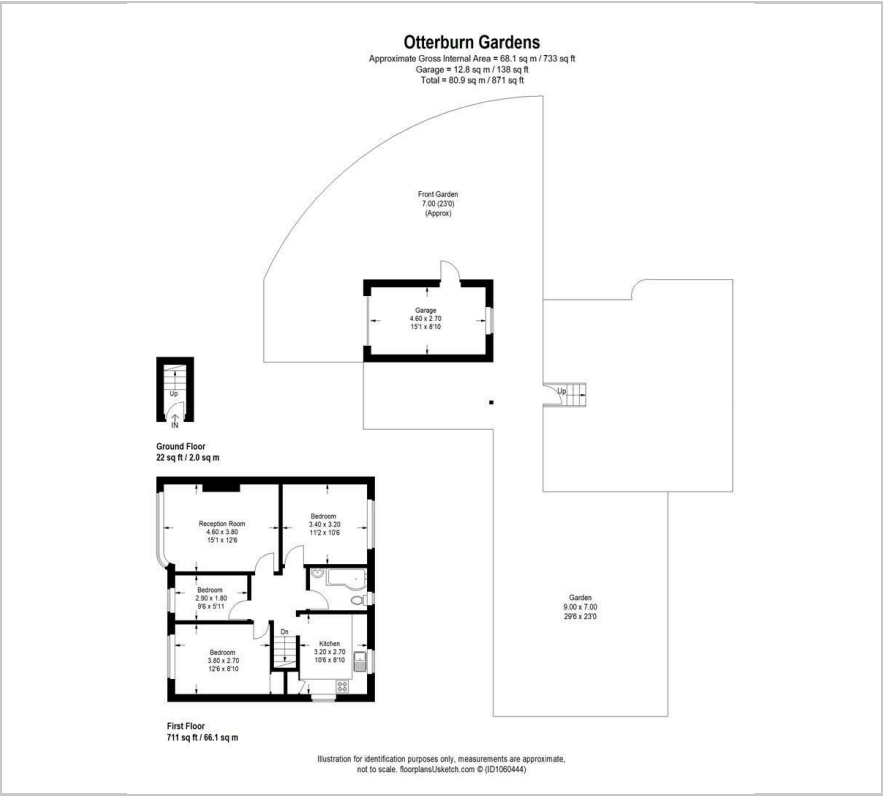 Otterburn Gardens
Approximate Gross Internal Area = 68.1 sq m / 733 sq ft
Garage = 12.8 sq m / 138 sq ft
Total = 80.9 sq m / 871 sq ft
Front Garden
7.00 (23'0)
(Approx)
Garage
4.60 x 2.70
15'1 x 8'10
Up
Up
IN
Ground Floor
22 sq ft / 2.0 sq m
Reception Room
4.60 x 3.80
15'1 x 12'6
Bedroom
3.40 x 3.20
11'2 x 10'6
Bedroom
2.90 x 1.80
9'6 x 5'11
Garden
9.00 x 7.00
29'6 x 23'0
Dn
Kitchen
3.20 x 2.70
10'6 x 8'10
Bedroom
3.80 x 2.70
12'6 x 8'10
First Floor
711 sq ft / 66.1 sq m
Illustration for identification purposes only, measurements are approximate,
not to scale. floorplansUsketch.com © (ID1060444)